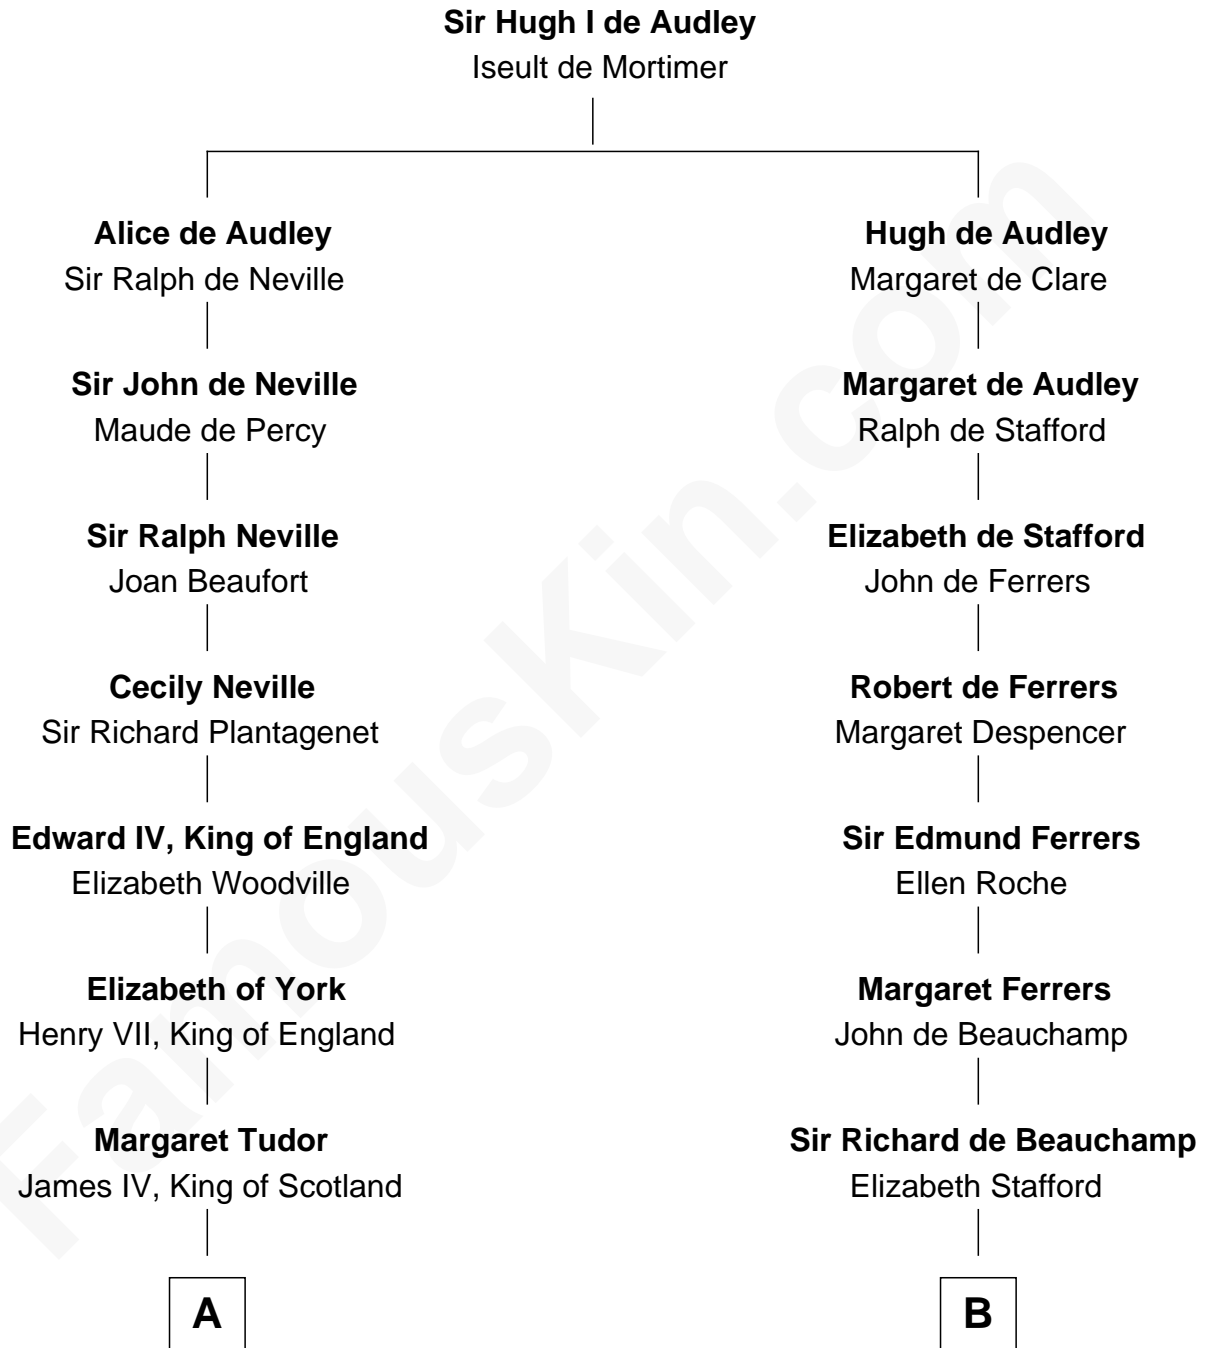 Sir Hugh I de Audley
Iseult de Mortimer
Alice de Audley
Sir Ralph de Neville
Hugh de Audley
Margaret de Clare
Sir John de Neville
Maude de Percy
Margaret de Audley
Ralph de Stafford
Sir Ralph Neville
Joan Beaufort
Elizabeth de Stafford
John de Ferrers
Cecily Neville
Sir Richard Plantagenet
Robert de Ferrers
Margaret Despencer
Edward IV, King of England
Elizabeth Woodville
Sir Edmund Ferrers
Ellen Roche
Elizabeth of York
Henry VII, King of England
Margaret Ferrers
John de Beauchamp
Margaret Tudor
James IV, King of Scotland
Sir Richard de Beauchamp
Elizabeth Stafford
A
B
FamousKin.com